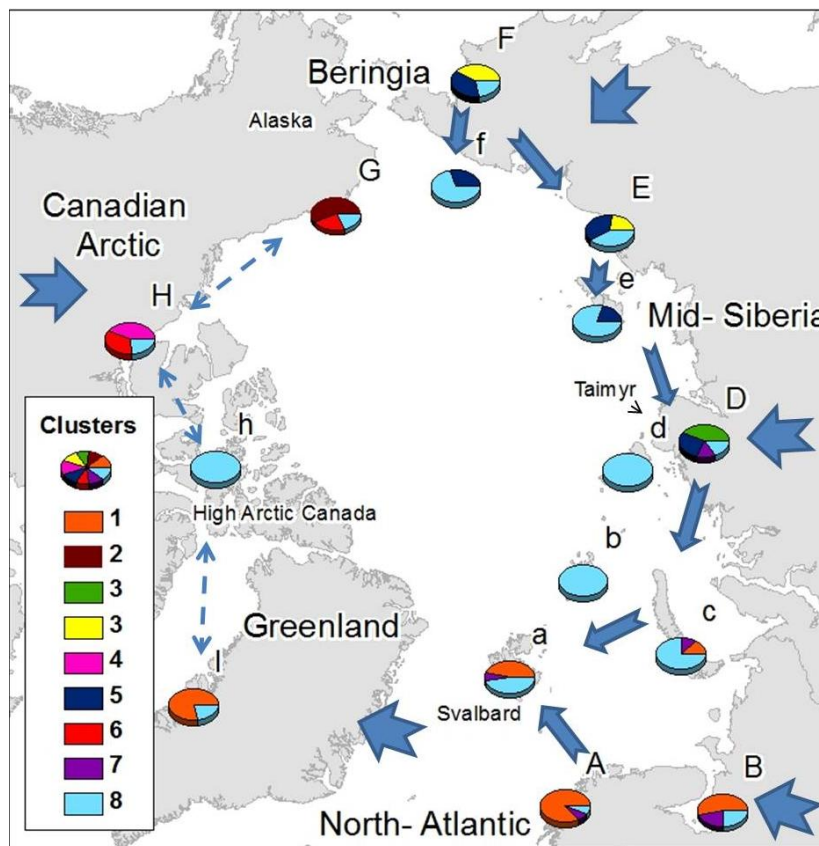 F
Beringia
Alaska
f
G
E
Canadian
Arctic
e
H
Mid- Siberia
Taimyr
D
d
Clusters
h
1
High Arctic Canada
2
b
3
3
c
Greenland
4
a
5
I
6
Svalbard
7
A
B
8
North- Atlantic